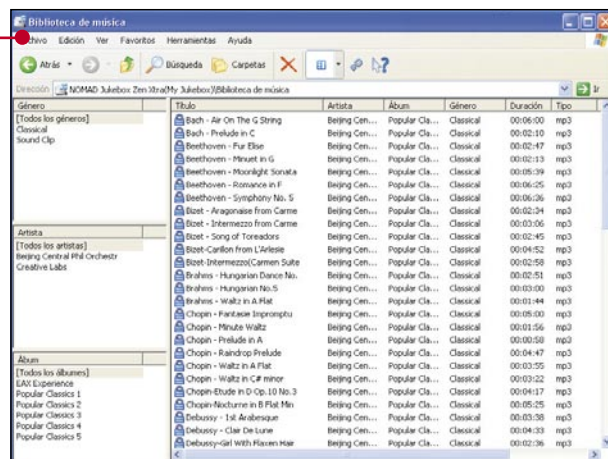 Biblioteca de música
chivo Edición Ver Favoritos Herramientas Ayuda
Atrás Búsqueda Carpetas
Dirección NOMAD Jukebox Zen Xtra(My Jukebox)\Biblioteca de música Ir
Género
[Todos los géneros]
Classical
Sound Clip
Artista
[Todos los artistas]
Beijing Central Phil Orchestr
Creative Labs
Álbum
[Todos los álbumes]
EAX Experience
Popular Classics 1
Popular Classics 2
Popular Classics 3
Popular Classics 4
Popular Classics 5
Título Artista Álbum Género Duración Tipo
Bach - Air On The G String Beijing Cen... Popular Cla... Classical 00:06:00 mp3
Bach - Prelude in C Beijing Cen... Popular Cla... Classical 00:02:10 mp3
Beethoven - Fur Elise Beijing Cen... Popular Cla... Classical 00:02:47 mp3
Beethoven - Minuet in G Beijing Cen... Popular Cla... Classical 00:02:13 mp3
Beethoven - Moonlight Sonata Beijing Cen... Popular Cla... Classical 00:05:39 mp3
Beethoven - Romance in F Beijing Cen... Popular Cla... Classical 00:06:25 mp3
Beethoven - Symphony No. 5 Beijing Cen... Popular Cla... Classical 00:06:36 mp3
Bizet - Aragonaise from Carme Beijing Cen... Popular Cla... Classical 00:02:34 mp3
Bizet - Intermezzo from Carme Beijing Cen... Popular Cla... Classical 00:03:06 mp3
Bizet - Song of Toreadors Beijing Cen... Popular Cla... Classical 00:02:45 mp3
Bizet-Carillon from L'Arlesie Beijing Cen... Popular Cla... Classical 00:04:52 mp3
Bizet-Intermezzo(Carmen Suite Beijing Cen... Popular Cla... Classical 00:02:58 mp3
Brahms - Hungarian Dance No. Beijing Cen... Popular Cla... Classical 00:02:51 mp3
Brahms - Hungarian No.5 Beijing Cen... Popular Cla... Classical 00:03:00 mp3
Brahms - Waltz in A Flat Beijing Cen... Popular Cla... Classical 00:01:44 mp3
Chopin - Fantasie Impromptu Beijing Cen... Popular Cla... Classical 00:05:00 mp3
Chopin - Minute Waltz Beijing Cen... Popular Cla... Classical 00:01:56 mp3
Chopin - Prelude in A Beijing Cen... Popular Cla... Classical 00:00:58 mp3
Chopin - Raindrop Prelude Beijing Cen... Popular Cla... Classical 00:04:47 mp3
Chopin - Waltz in A Flat Beijing Cen... Popular Cla... Classical 00:03:55 mp3
Chopin - Waltz in C# minor Beijing Cen... Popular Cla... Classical 00:03:22 mp3
Chopin-Etude in D Op.10 No.3 Beijing Cen... Popular Cla... Classical 00:04:17 mp3
Chopin-Nocturne in B Flat Min Beijing Cen... Popular Cla... Classical 00:05:25 mp3
Debussy - 1st Arabesque Beijing Cen... Popular Cla... Classical 00:03:38 mp3
Debussy - Clair De Lune Beijing Cen... Popular Cla... Classical 00:04:33 mp3
Debussy-Girl With Flaxen Hair Beijing Cen... Popular Cla... Classical 00:02:36 mp3